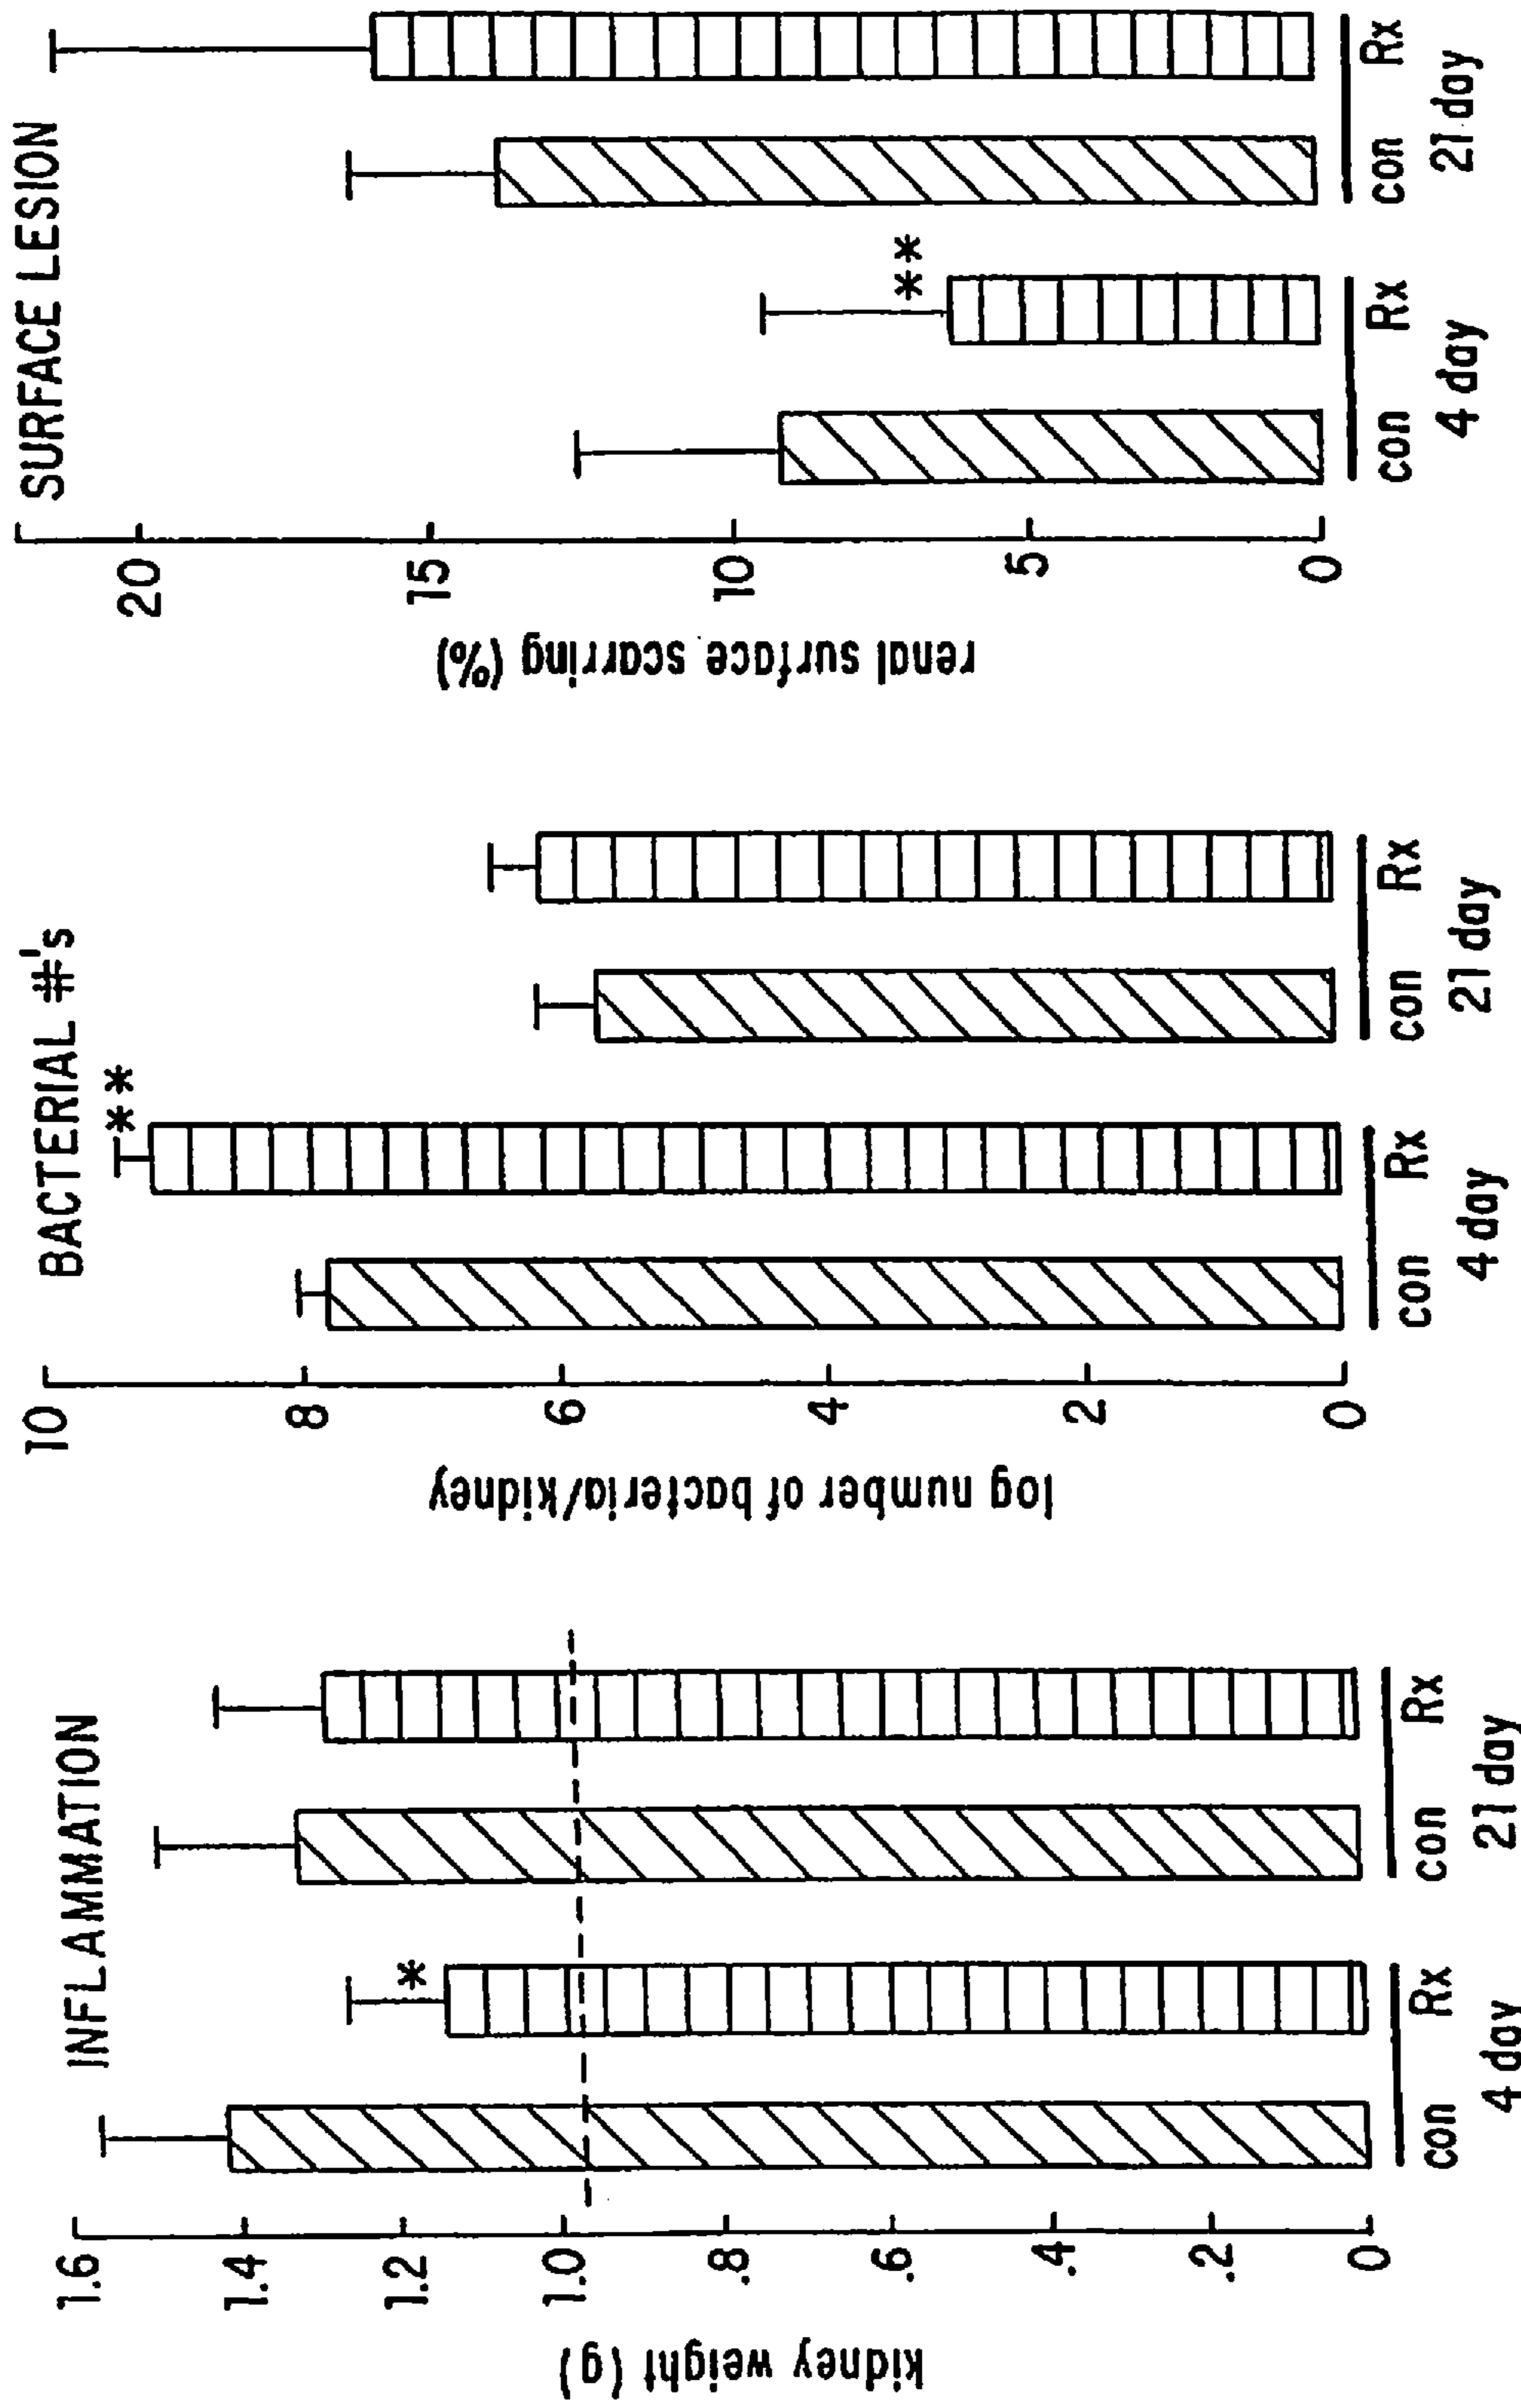 INFLAMMATION
kidney weight (g)
1.6
1.4
1.2
1.0
.8
.6
.4
.2
0
*
con Rx con Rx
4 day 21 day
BACTERIAL #'s
log number of bacteria/kidney
10
8
6
4
2
0
**
con Rx con Rx
4 day 21 day
SURFACE LESION
renal surface scarring (%)
20
15
10
5
0
**
con Rx con Rx
4 day 21 day